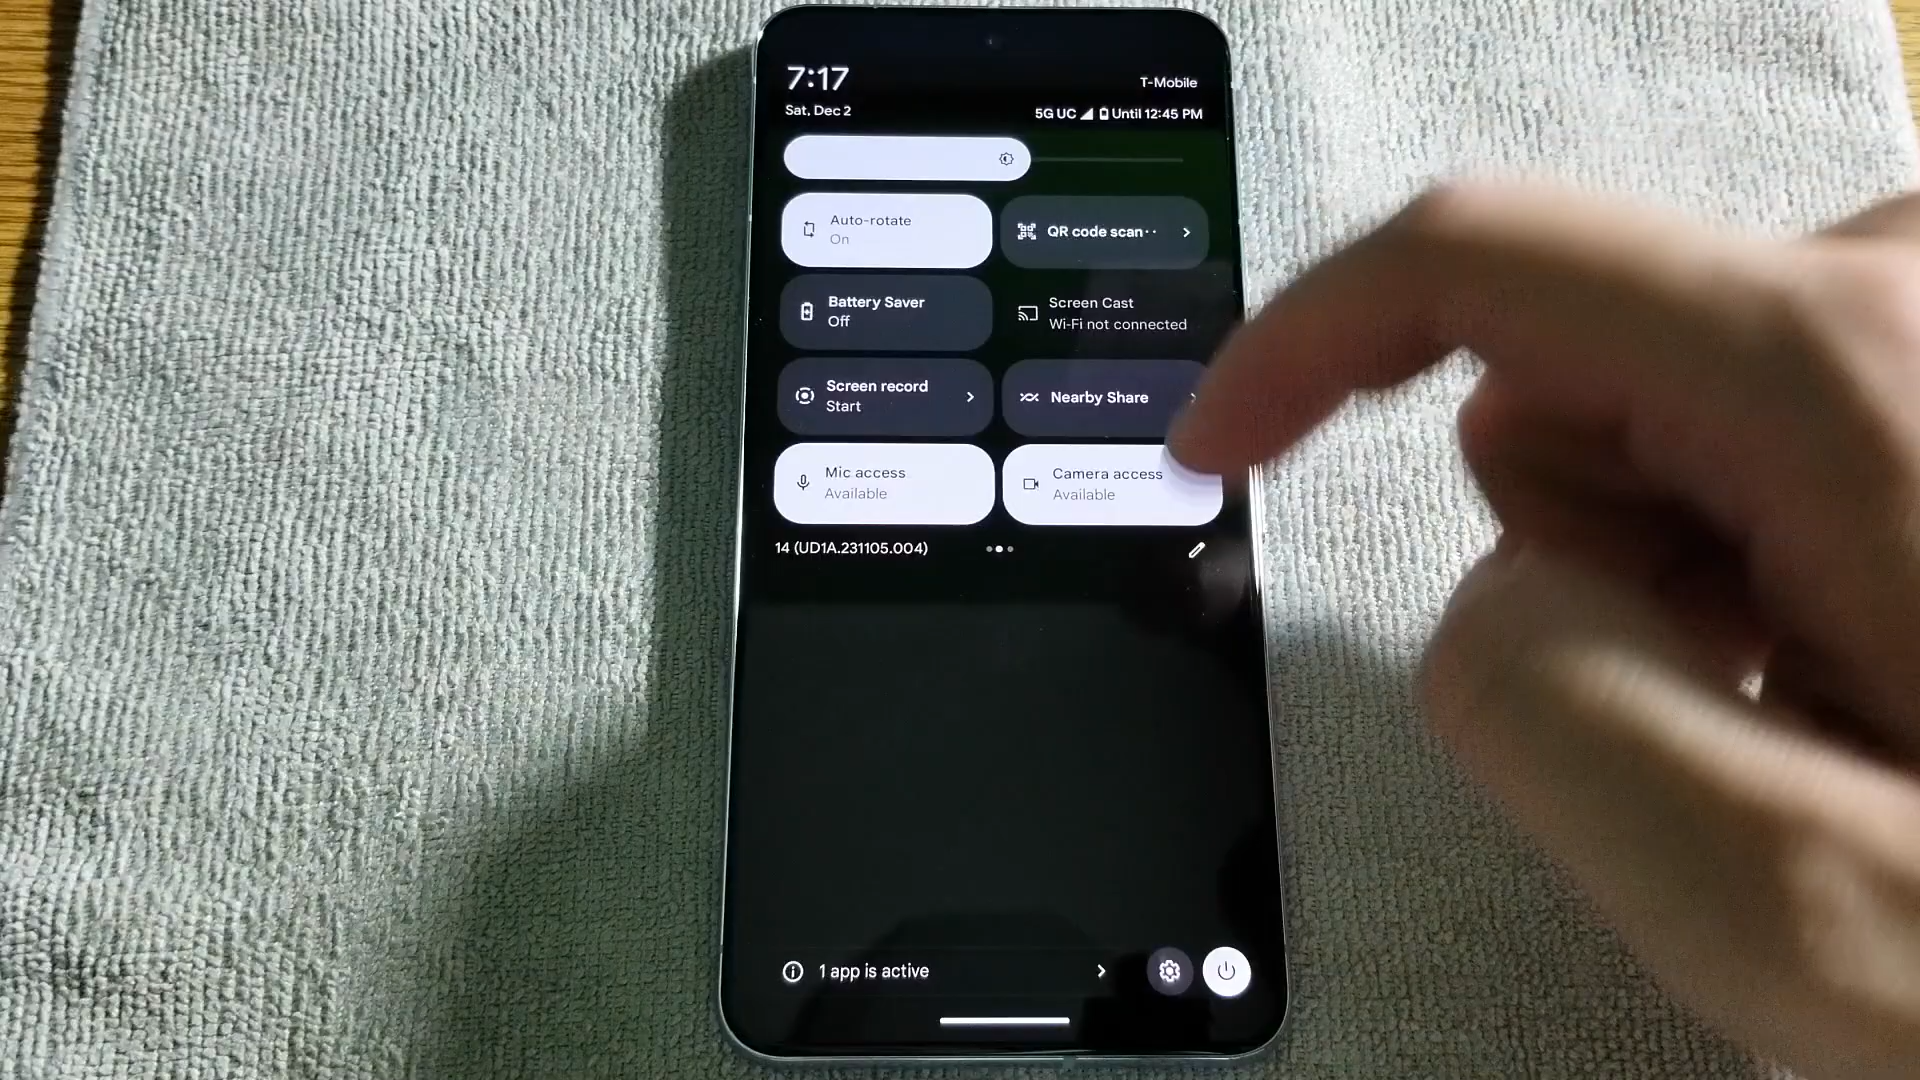 7:17
T-Mobile
Sat, Dec 2
5G UC Until 12:45 PM
Auto-rotate
On
QR code scan··
Battery Saver
Off
Screen Cast
Wi-Fi not connected
Screen record
Start
Nearby Share
Mic access
Available
Camera access
Available
14 (UD1A.231105.004)
1 app is active